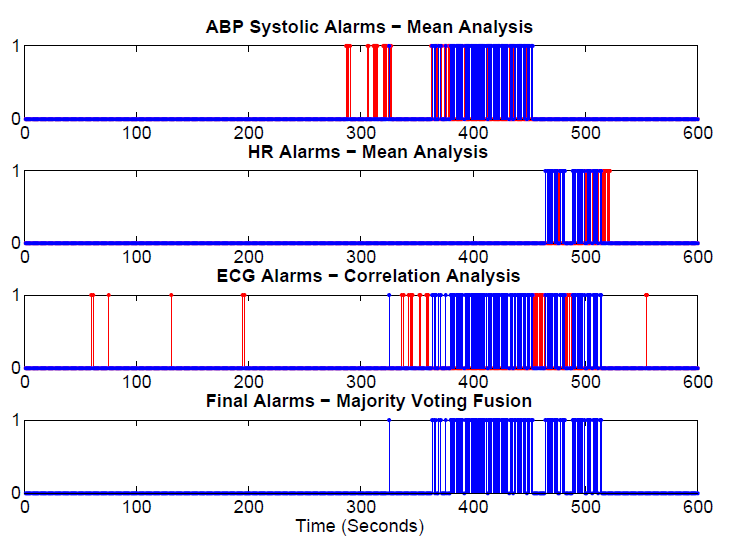 ABP Systolic Alarms − Mean Analysis
1
0
0 100 200 300 400 500 600
HR Alarms − Mean Analysis
1
0
0 100 200 300 400 500 600
ECG Alarms − Correlation Analysis
1
0
0 100 200 300 400 500 600
Final Alarms − Majority Voting Fusion
1
0
0 100 200 300 400 500 600
Time (Seconds)